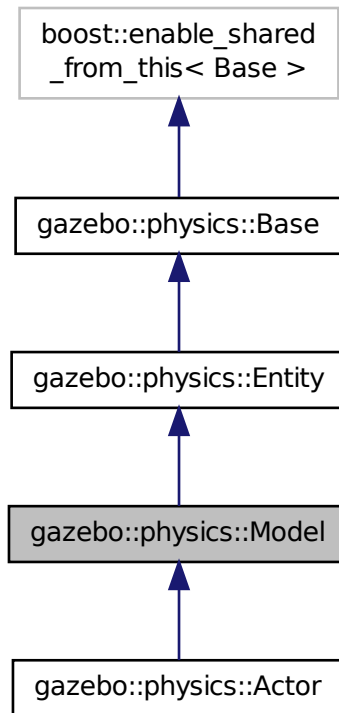 boost::enable_shared
_from_this< Base >
gazebo::physics::Base
gazebo::physics::Entity
gazebo::physics::Model
gazebo::physics::Actor